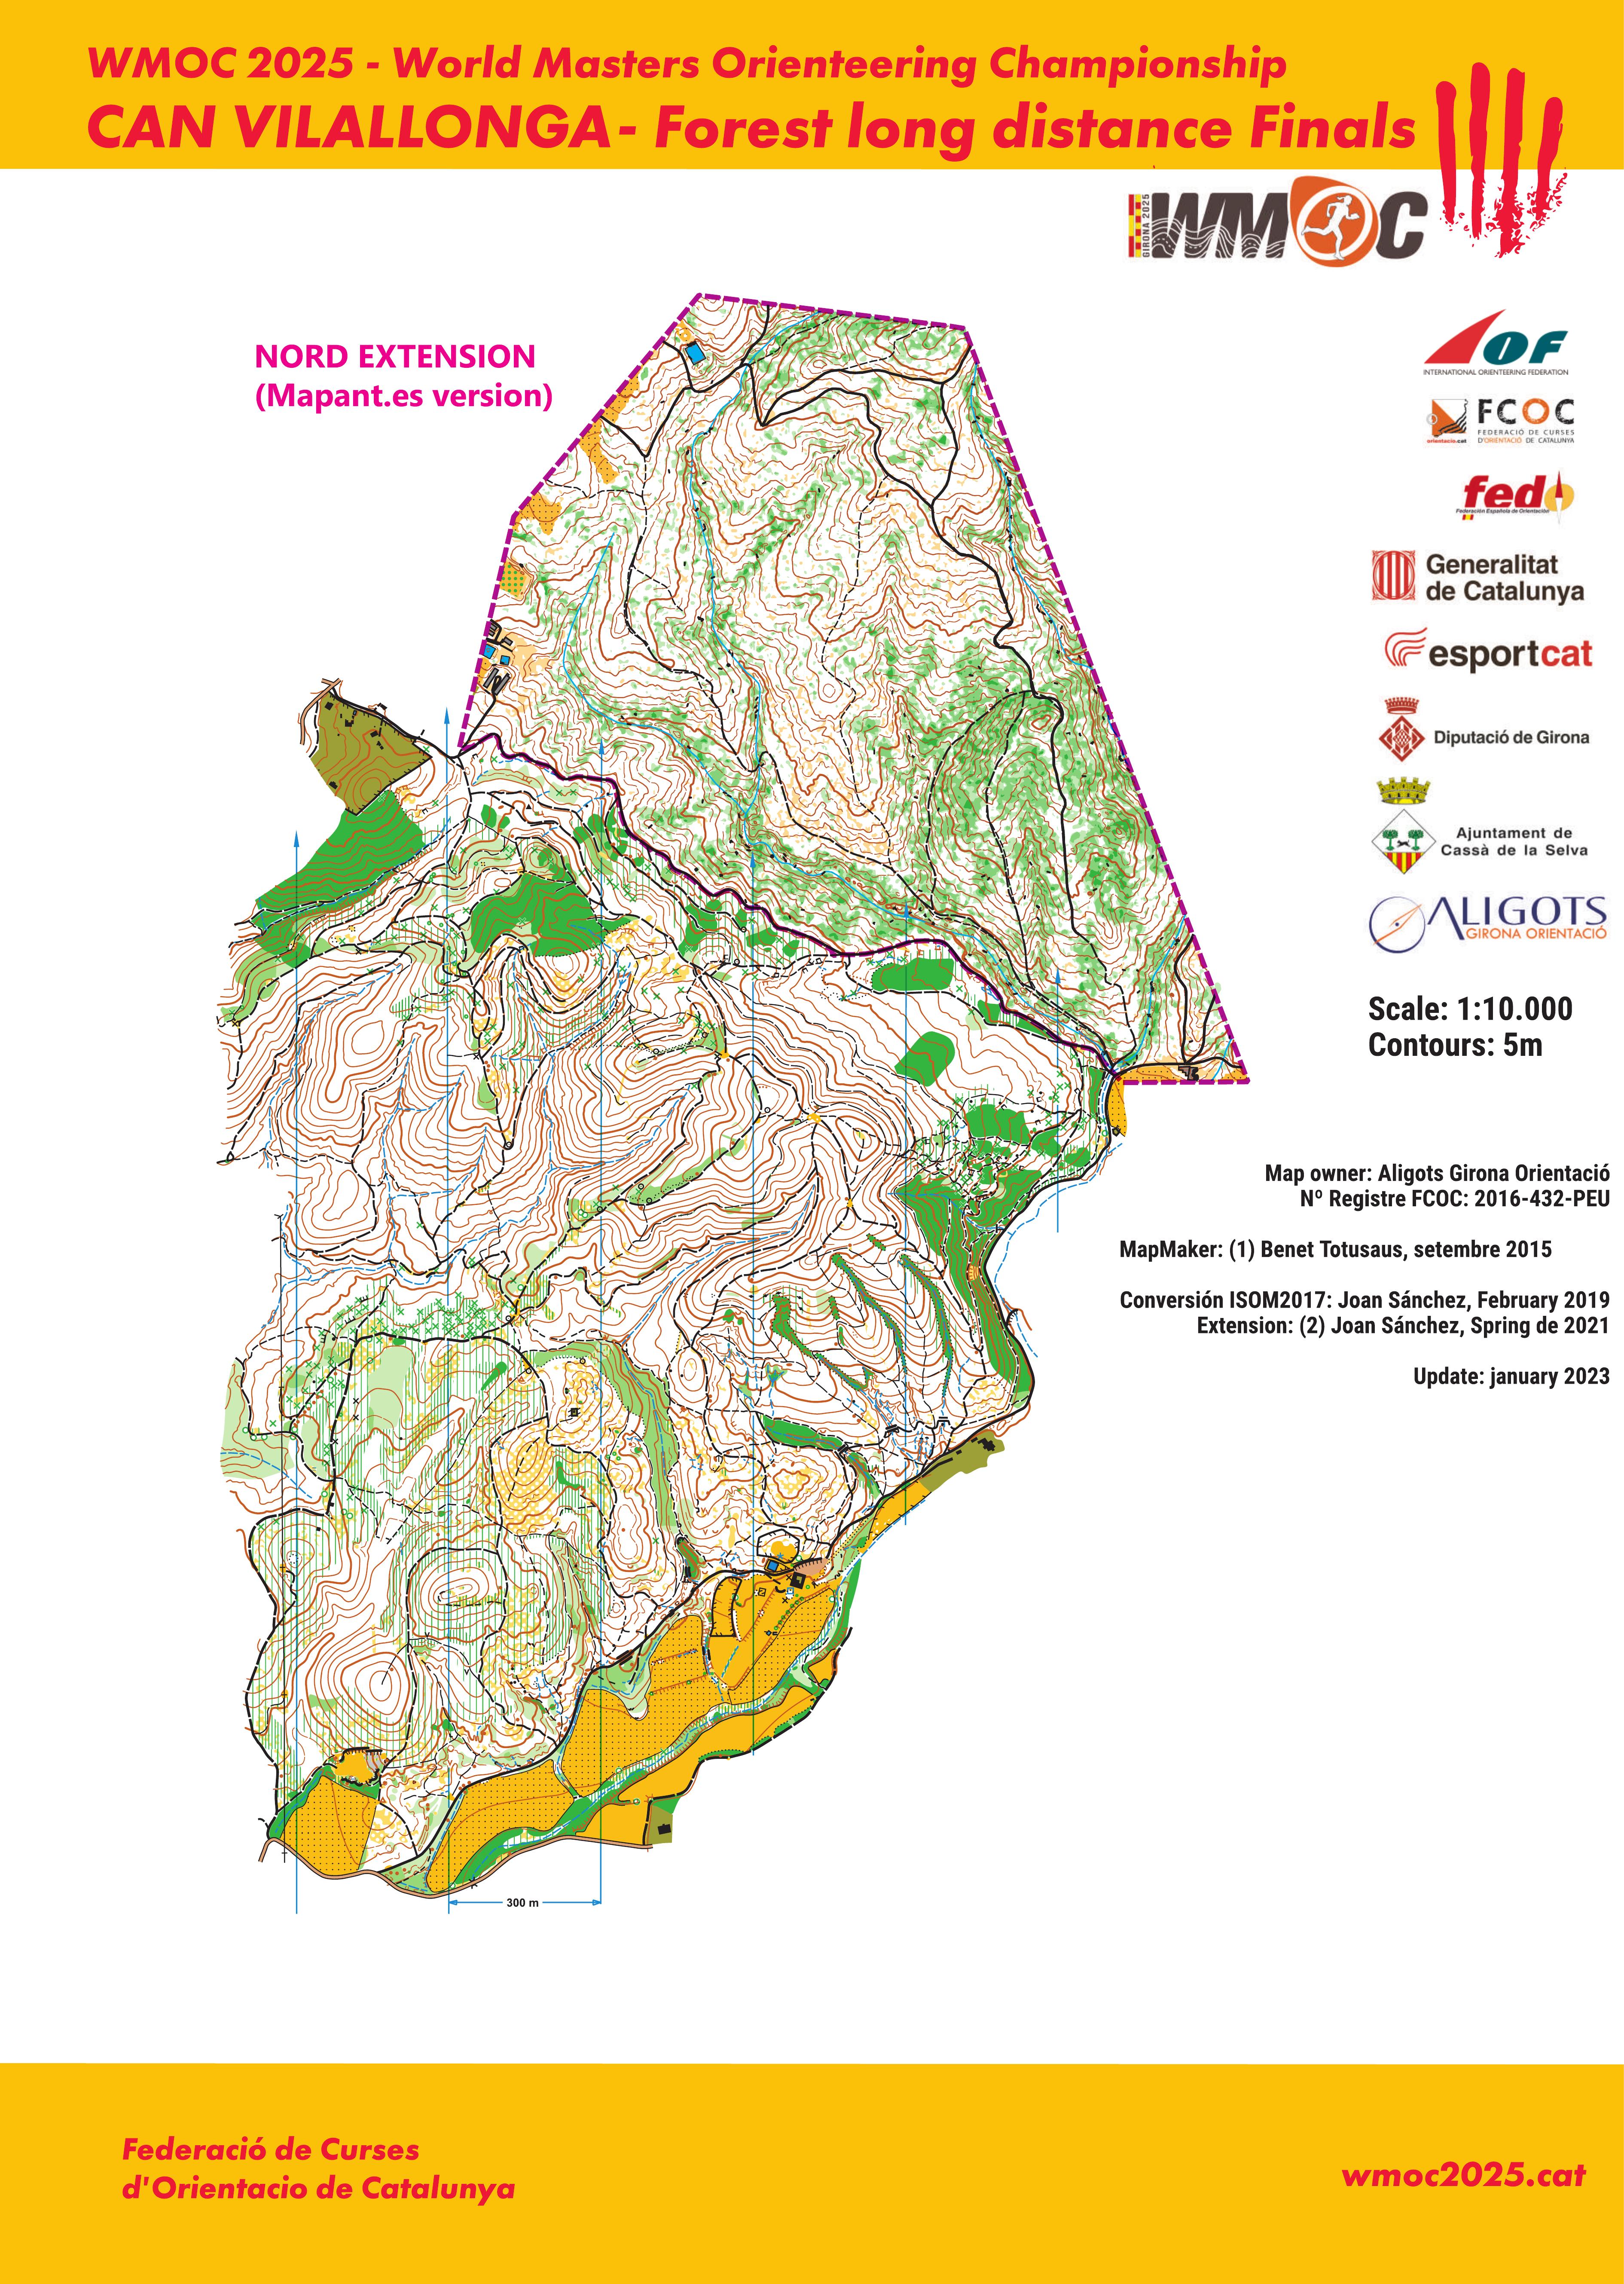 WMOC 2025 - World Masters Orienteering Championship
CAN VILALLONGA- Forest long distance Finals
GIRONA 2025
WMOC
NORD EXTENSION
(Mapant.es version)
IOF
INTERNATIONAL ORIENTEERING FEDERATION
FCOC
FEDERACIÓ DE CURSES
D'ORIENTACIÓ DE CATALUNYA
orientacio.cat
fedo
Federación Española de Orientación
Generalitat
de Catalunya
esportcat
Diputació de Girona
Ajuntament de
Cassà de la Selva
ALIGOTS
GIRONA ORIENTACIÓ
Scale: 1:10.000
Contours: 5m
Map owner: Aligots Girona Orientació
Nº Registre FCOC: 2016-432-PEU
MapMaker: (1) Benet Totusaus, setembre 2015
Conversión ISOM2017: Joan Sánchez, February 2019
Extension: (2) Joan Sánchez, Spring de 2021
Update: january 2023
300 m
Federació de Curses
d'Orientacio de Catalunya
wmoc2025.cat